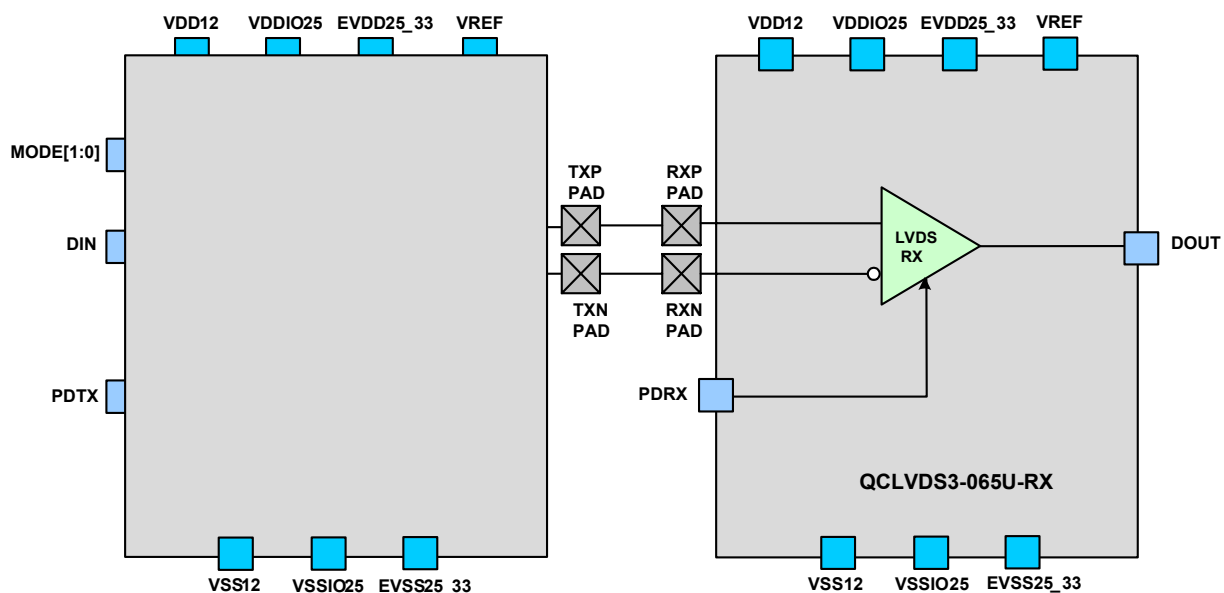 VDD12 VDDIO25 EVDD25_33 VREF
VDD12 VDDIO25 EVDD25_33 VREF
MODE[1:0]
TXP
PAD
RXP
PAD
DIN
LVDS
RX
DOUT
TXN
PAD
RXN
PAD
PDTX
PDRX
QCLVDS3-065U-RX
VSS12 VSSIO25 EVSS25_33
VSS12 VSSIO25 EVSS25_33